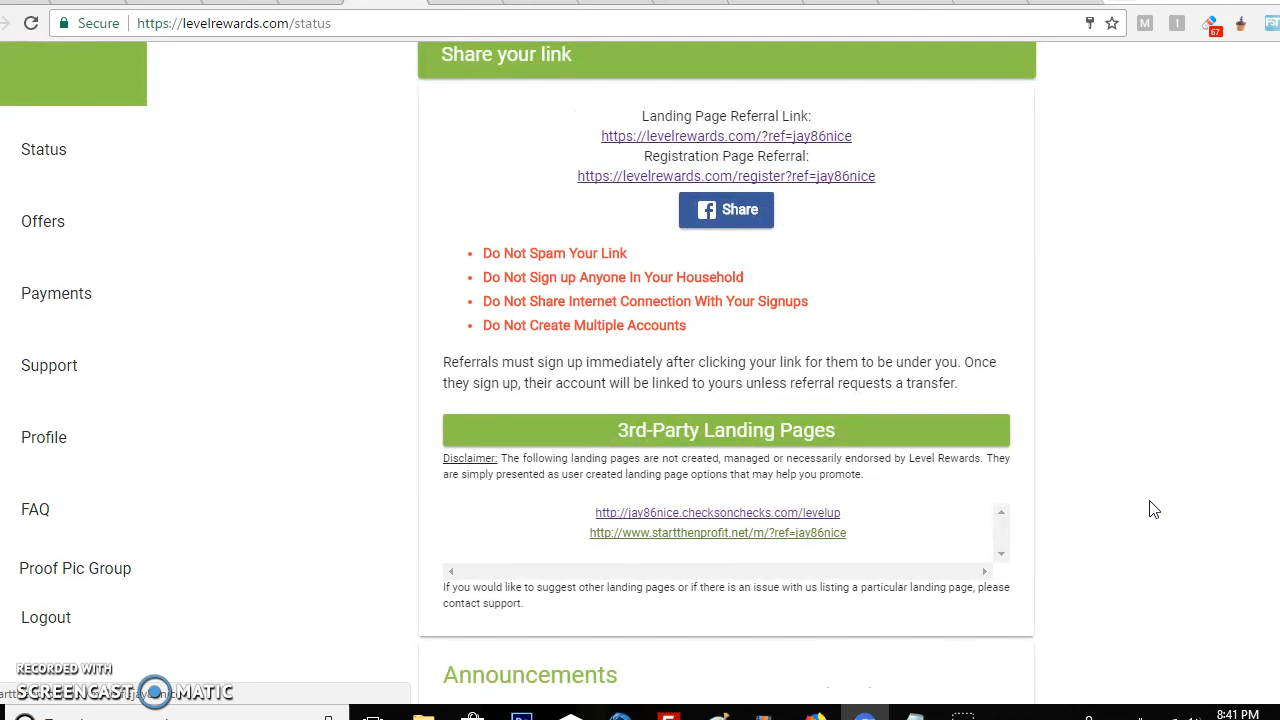 Secure https://levelrewards.com/status
M I 67 FST
Share your link
Landing Page Referral Link:
https://levelrewards.com/?ref=jay86nice
Registration Page Referral:
https://levelrewards.com/register?ref=jay86nice
Share
• Do Not Spam Your Link
• Do Not Sign up Anyone In Your Household
• Do Not Share Internet Connection With Your Signups
• Do Not Create Multiple Accounts
Referrals must sign up immediately after clicking your link for them to be under you. Once
they sign up, their account will be linked to yours unless referral requests a transfer.
3rd-Party Landing Pages
Disclaimer: The following landing pages are not created, managed or necessarily endorsed by Level Rewards. They
are simply presented as user created landing page options that may help you promote.
http://jay86nice.checksonchecks.com/levelup
http://www.startthenprofit.net/m/?ref=jay86nice
If you would like to suggest other landing pages or if there is an issue with us listing a particular landing page, please
contact support.
Announcements
Status
Offers
Payments
Support
Profile
FAQ
Proof Pic Group
Logout
RECORDED WITH
SCREENCAST MATIC
8:41 PM